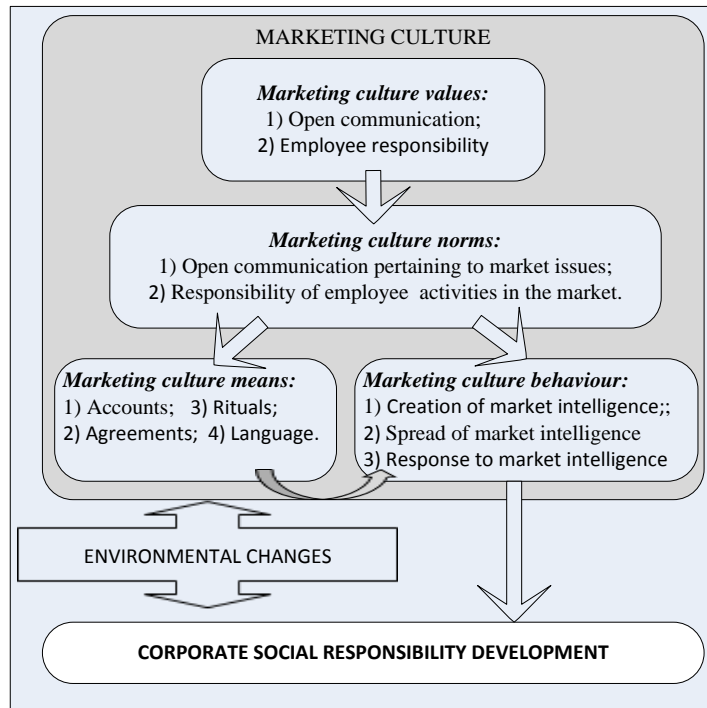 MARKETING CULTURE
Marketing culture values:
1) Open communication;
2) Employee responsibility
Marketing culture norms:
1) Open communication pertaining to market issues;
2) Responsibility of employee activities in the market.
Marketing culture means:
1) Accounts; 3) Rituals;
2) Agreements; 4) Language.
Marketing culture behaviour:
1) Creation of market intelligence;;
2) Spread of market intelligence
3) Response to market intelligence
ENVIRONMENTAL CHANGES
CORPORATE SOCIAL RESPONSIBILITY DEVELOPMENT